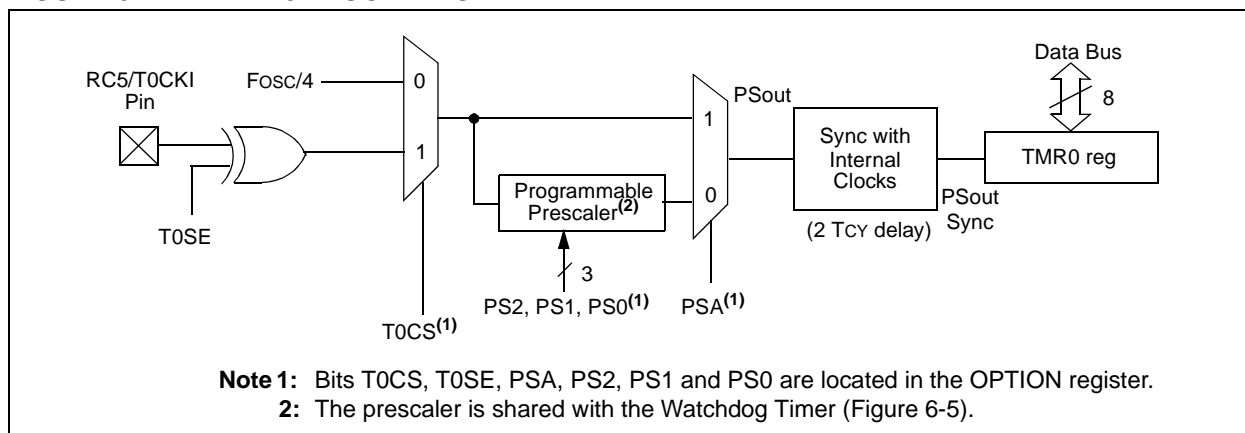 Data Bus
RC5/T0CKI
Pin
FOSC/4
0
1
T0SE
T0CS(1)
Programmable
Prescaler(2)
3
PS2, PS1, PS0(1)
1
0
PSA(1)
PSout
Sync with
Internal
Clocks
(2 TCY delay)
PSout
Sync
8
TMR0 reg
Note 1: Bits T0CS, T0SE, PSA, PS2, PS1 and PS0 are located in the OPTION register.
2: The prescaler is shared with the Watchdog Timer (Figure 6-5).